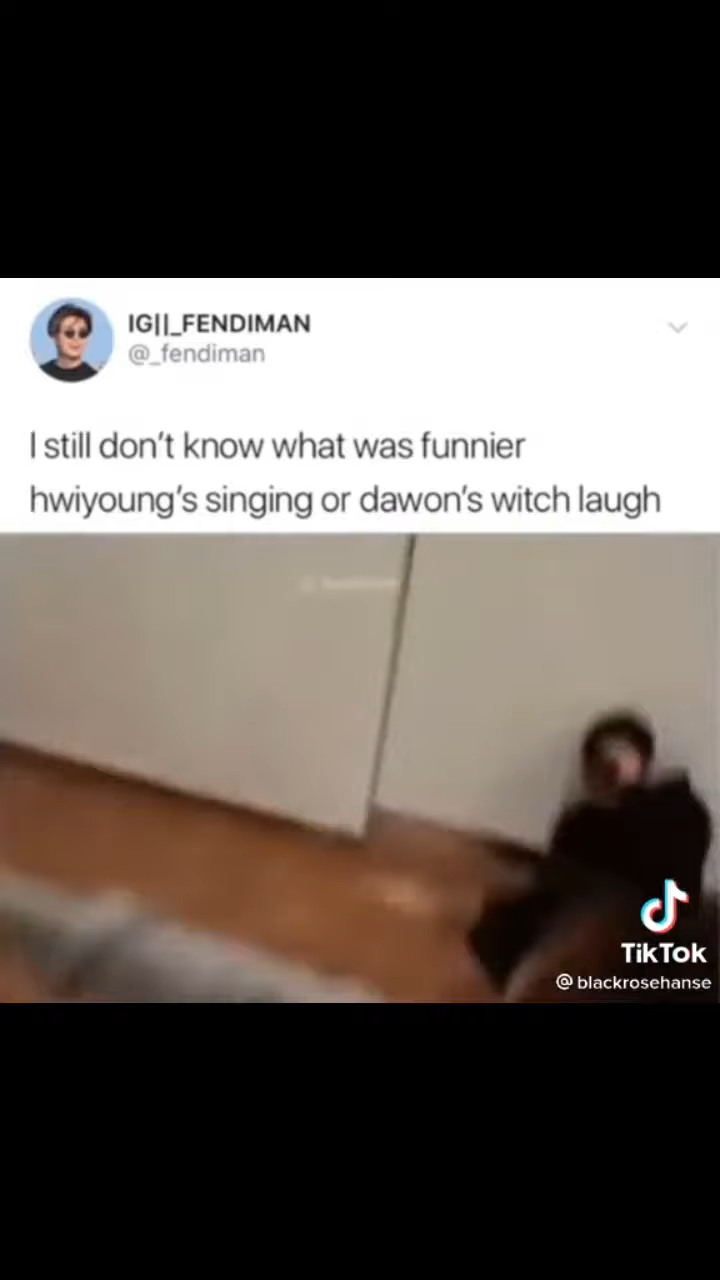 IG||_FENDIMAN
@_fendiman
I still don't know what was funnier
hwiyoung's singing or dawon's witch laugh
TikTok
@blackrosehanse